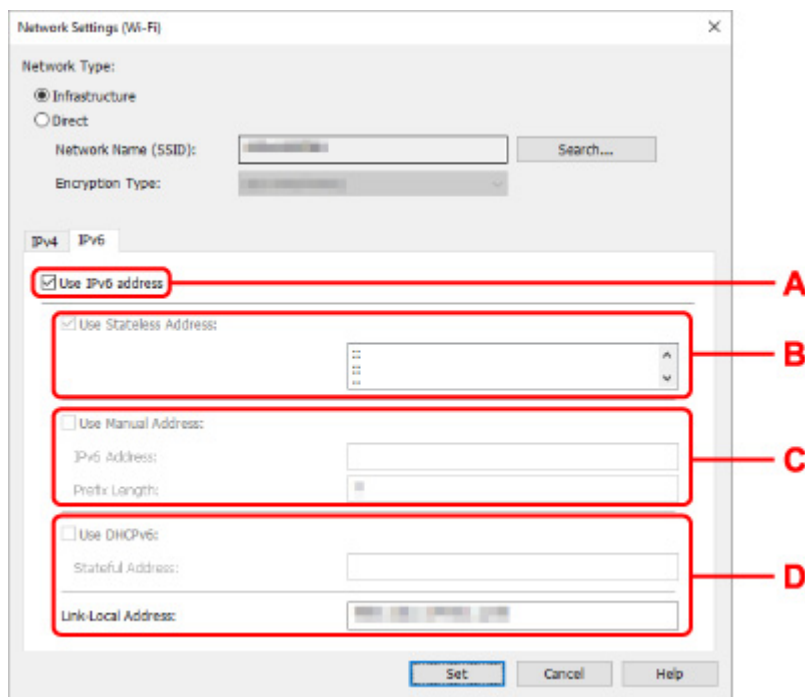 Network Settings (Wi-Fi)
Network Type:
Infrastructure
Direct
Network Name (SSID):
Search...
Encryption Type:
IPv4 IPv6
Use IPv6 address
A
Use Stateless Address:
::
::
::
B
Use Manual Address:
IPv6 Address:
Prefix Length:
C
Use DHCPv6:
Stateful Address:
D
Link-Local Address:
Set Cancel Help